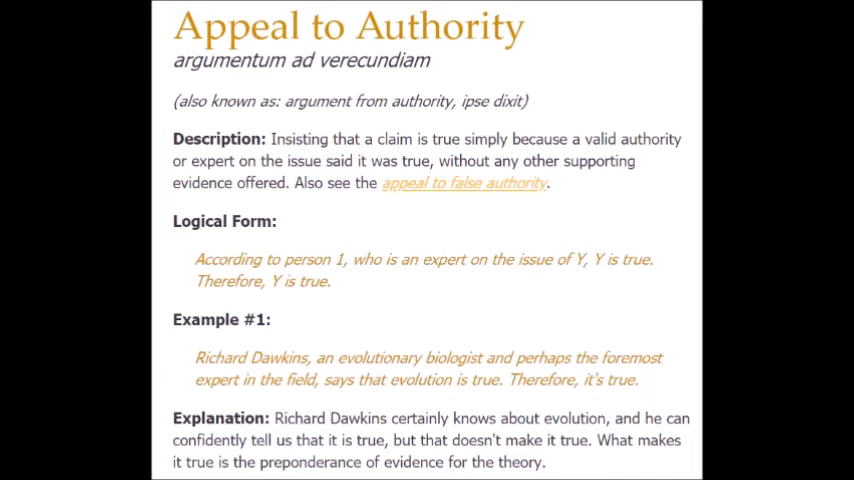 Appeal to Authority
argumentum ad verecundiam
(also known as: argument from authority, ipse dixit)
Description: Insisting that a claim is true simply because a valid authority
or expert on the issue said it was true, without any other supporting
evidence offered. Also see the appeal to false authority.
Logical Form:
According to person 1, who is an expert on the issue of Y, Y is true.
Therefore, Y is true.
Example #1:
Richard Dawkins, an evolutionary biologist and perhaps the foremost
expert in the field, says that evolution is true. Therefore, it's true.
Explanation: Richard Dawkins certainly knows about evolution, and he can
confidently tell us that it is true, but that doesn't make it true. What makes
it true is the preponderance of evidence for the theory.